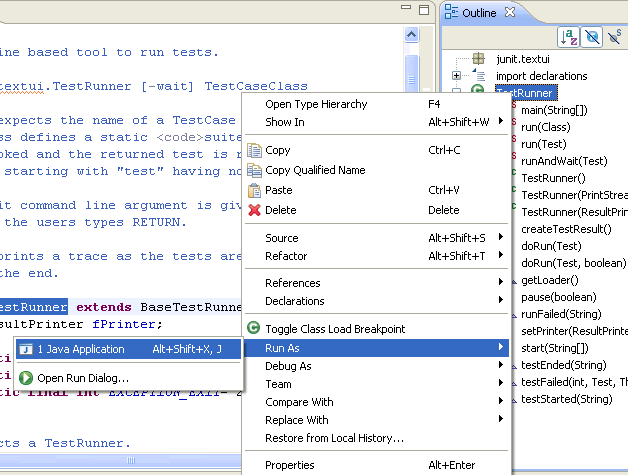 Outline
line based tool to run tests.
textui.TestRunner [-wait] TestCaseClass
expects the name of a TestCase
ss defines a static <code>suite
oked and the returned test is r
starting with "test" having no
it command line argument is giv
the users types RETURN.
prints a trace as the tests are
the end.
estRunner extends BaseTestRunne
sultPrinter fPrinter;
ti
ti
tic final int EXCEPTION_EXIT= 2
cts a TestRunner.
1 Java Application Alt+Shift+X, J
Open Run Dialog...
Open Type Hierarchy F4
Show In Alt+Shift+W
Copy Ctrl+C
Copy Qualified Name
Paste Ctrl+V
Delete Delete
Source Alt+Shift+S
Refactor Alt+Shift+T
References
Declarations
Toggle Class Load Breakpoint
Run As
Debug As
Team
Compare With
Replace With
Restore from Local History...
Properties Alt+Enter
junit.textui
import declarations
TestRunner
main(String[])
run(Class)
run(Test)
runAndWait(Test)
TestRunner()
TestRunner(PrintStrea
TestRunner(ResultPrin
createTestResult()
doRun(Test)
doRun(Test, boolean)
getLoader()
pause(boolean)
runFailed(String)
setPrinter(ResultPrinte
start(String[])
testEnded(String)
testFailed(int, Test, Th
testStarted(String)